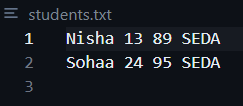 students.txt
1 Nisha 13 89 SEDA
2 Sohaa 24 95 SEDA
3